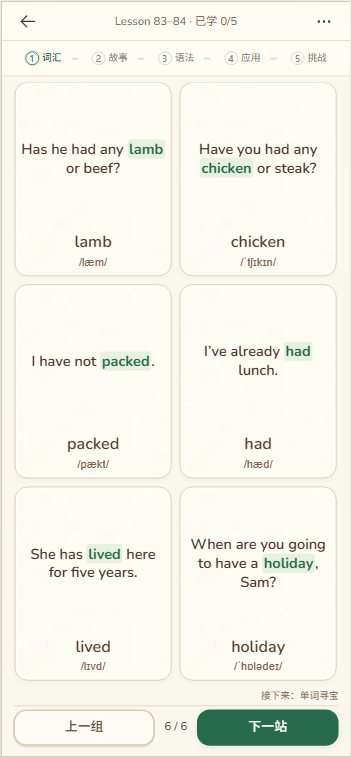 Lesson 83–84 · 已学 0/5
1 词汇 – 2 故事 – 3 语法 – 4 应用 – 5 挑战
Has he had any lamb
or beef?
lamb
/læm/
Have you had any
chicken or steak?
chicken
/ˈtʃɪkɪn/
I have not packed.
packed
/pækt/
I’ve already had
lunch.
had
/hæd/
She has lived here
for five years.
lived
/lɪvd/
When are you going
to have a holiday,
Sam?
holiday
/ˈhɒlədeɪ/
接下来：单词寻宝
上一组
6 / 6
下一站